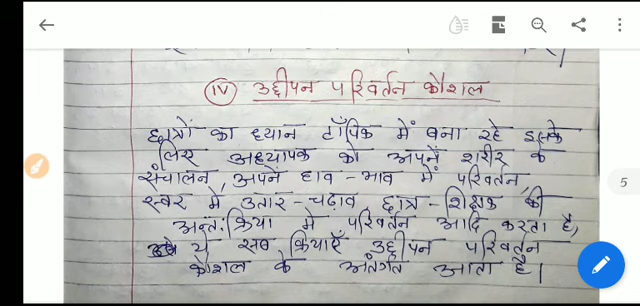 IV उद्दीपन परिवर्तन कौशल
छात्रों का ध्यान टॉपिक में बना रहे इसके
लिए अध्यापक को अपने शरीर के
संचालन, अपने हाव-भाव में परिवर्तन,
स्वर में उतार-चढ़ाव, छात्र-शिक्षक की
अन्तःक्रिया में परिवर्तन आदि करता है,
ये सब क्रियाएँ उद्दीपन परिवर्तन
कौशल के अंतर्गत आता है।
5